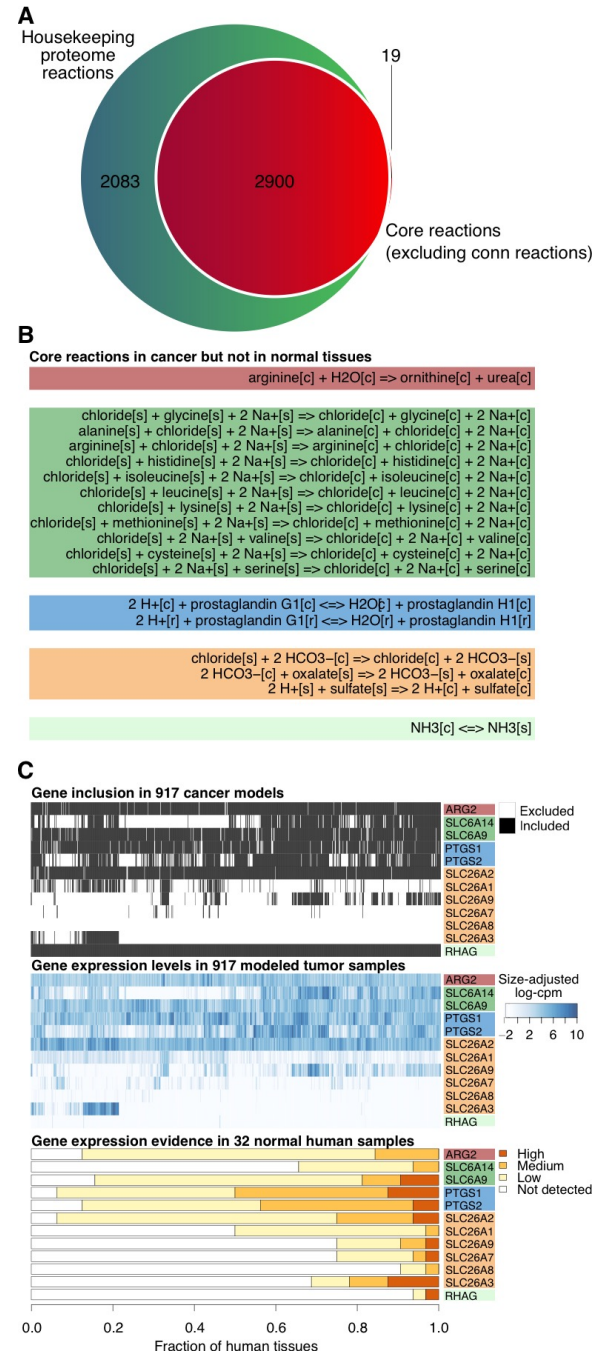 A
Housekeeping
proteome
reactions
19
2083
2900
Core reactions
(excluding conn reactions)
B
Core reactions in cancer but not in normal tissues
arginine[c] + H2O[c] => ornithine[c] + urea[c]
chloride[s] + glycine[s] + 2 Na+[s] => chloride[c] + glycine[c] + 2 Na+[c]
alanine[s] + chloride[s] + 2 Na+[s] => alanine[c] + chloride[c] + 2 Na+[c]
arginine[s] + chloride[s] + 2 Na+[s] => arginine[c] + chloride[c] + 2 Na+[c]
chloride[s] + histidine[s] + 2 Na+[s] => chloride[c] + histidine[c] + 2 Na+[c]
chloride[s] + isoleucine[s] + 2 Na+[s] => chloride[c] + isoleucine[c] + 2 Na+[c]
chloride[s] + leucine[s] + 2 Na+[s] => chloride[c] + leucine[c] + 2 Na+[c]
chloride[s] + lysine[s] + 2 Na+[s] => chloride[c] + lysine[c] + 2 Na+[c]
chloride[s] + methionine[s] + 2 Na+[s] => chloride[c] + methionine[c] + 2 Na+[c]
chloride[s] + 2 Na+[s] + valine[s] => chloride[c] + 2 Na+[c] + valine[c]
chloride[s] + cysteine[s] + 2 Na+[s] => chloride[c] + cysteine[c] + 2 Na+[c]
chloride[s] + 2 Na+[s] + serine[s] => chloride[c] + 2 Na+[c] + serine[c]
2 H+[c] + prostaglandin G1[c] <=> H2O[c] + prostaglandin H1[c]
2 H+[r] + prostaglandin G1[r] <=> H2O[r] + prostaglandin H1[r]
chloride[s] + 2 HCO3−[c] => chloride[c] + 2 HCO3−[s]
2 HCO3−[c] + oxalate[s] => 2 HCO3−[s] + oxalate[c]
2 H+[s] + sulfate[s] => 2 H+[c] + sulfate[c]
NH3[c] <=> NH3[s]
C
Gene inclusion in 917 cancer models
ARG2
SLC6A14
SLC6A9
PTGS1
PTGS2
SLC26A2
SLC26A1
SLC26A9
SLC26A7
SLC26A8
SLC26A3
RHAG
Excluded
Included
Gene expression levels in 917 modeled tumor samples
ARG2
SLC6A14
SLC6A9
PTGS1
PTGS2
SLC26A2
SLC26A1
SLC26A9
SLC26A7
SLC26A8
SLC26A3
RHAG
Size-adjusted
log-cpm
−2 2 6 10
Gene expression evidence in 32 normal human samples
ARG2
SLC6A14
SLC6A9
PTGS1
PTGS2
SLC26A2
SLC26A1
SLC26A9
SLC26A7
SLC26A8
SLC26A3
RHAG
High
Medium
Low
Not detected
0.0 0.2 0.4 0.6 0.8 1.0
Fraction of human tissues